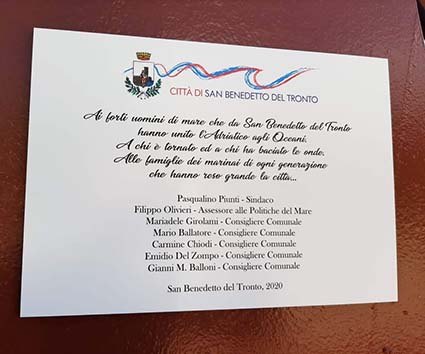 CITTÀ DI SAN BENEDETTO DEL TRONTO
Ai forti uomini di mare che da San Benedetto del Tronto
hanno unito l'Adriatico agli Oceani.
A chi è tornato ed a chi ha baciato le onde.
Alle famiglie dei marinai di ogni generazione
che hanno reso grande la città...
Pasqualino Piunti - Sindaco
Filippo Olivieri - Assessore alle Politiche del Mare
Mariadele Girolami - Consigliere Comunale
Mario Ballatore - Consigliere Comunale
Carmine Chiodi - Consigliere Comunale
Emidio Del Zompo - Consigliere Comunale
Gianni M. Balloni - Consigliere Comunale
San Benedetto del Tronto, 2020